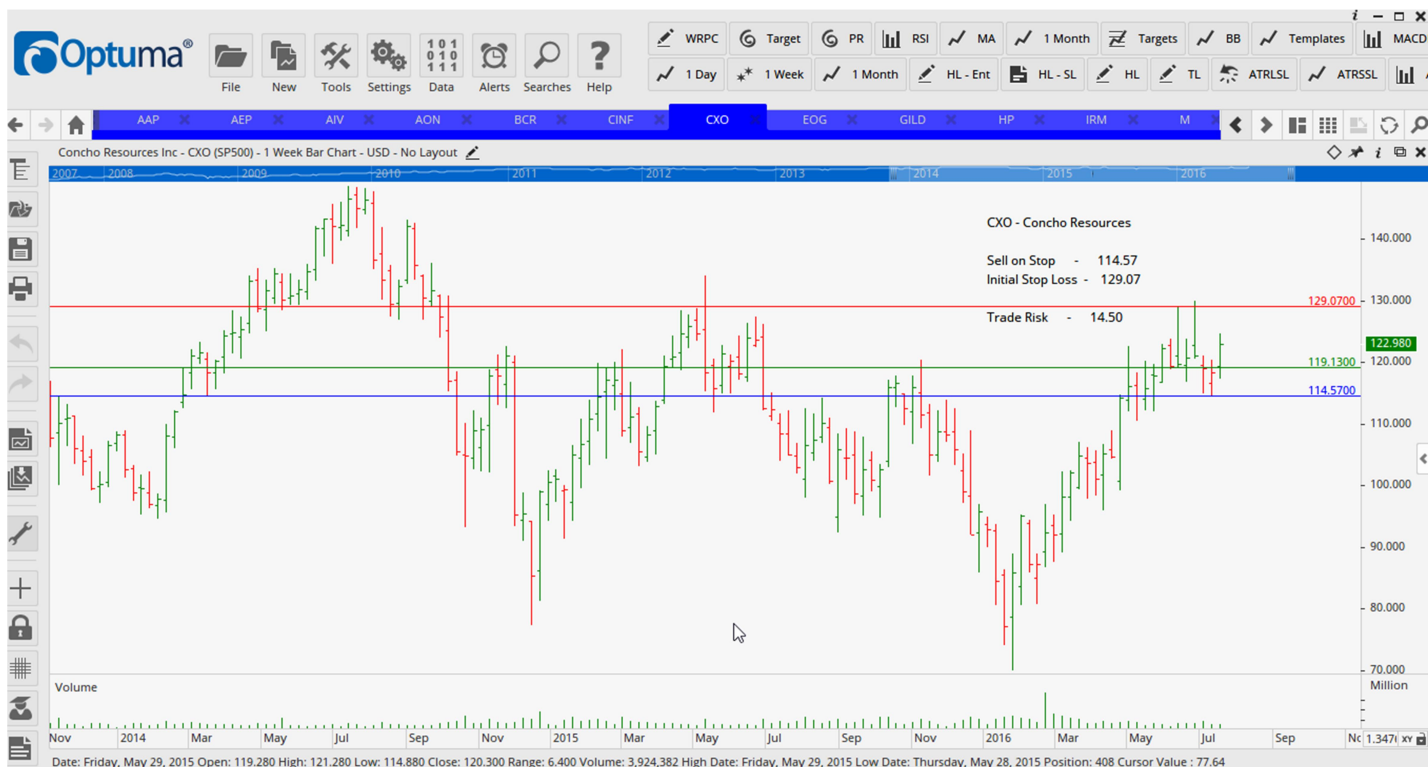 Optuma®
File New Tools Settings Data Alerts Searches Help
WRPC Target PR RSI MA 1 Month Targets BB Templates MACD
1 Day 1 Week 1 Month HL - Ent HL - SL HL TL ATRLSL ATRSSL
AAP AEP AIV AON BCR CINF CXO EOG GILD HP IRM M
Concho Resources Inc - CXO (SP500) - 1 Week Bar Chart - USD - No Layout
2007 2008 2009 2010 2011 2012 2013 2014 2015 2016
CXO - Concho Resources
Sell on Stop - 114.57
Initial Stop Loss - 129.07
Trade Risk - 14.50
140.000
130.000
129.0700
122.980
120.000
119.1300
114.5700
110.000
100.000
90.000
80.000
70.000
Volume
Million
Nov 2014 Mar May Jul Sep Nov 2015 Mar May Jul Sep Nov 2016 Mar May Jul Sep
XY
Date: Friday, May 29, 2015 Open: 119.280 High: 121.280 Low: 114.880 Close: 120.300 Range: 6.400 Volume: 3,924,382 High Date: Friday, May 29, 2015 Low Date: Thursday, May 28, 2015 Position: 408 Cursor Value : 77.64